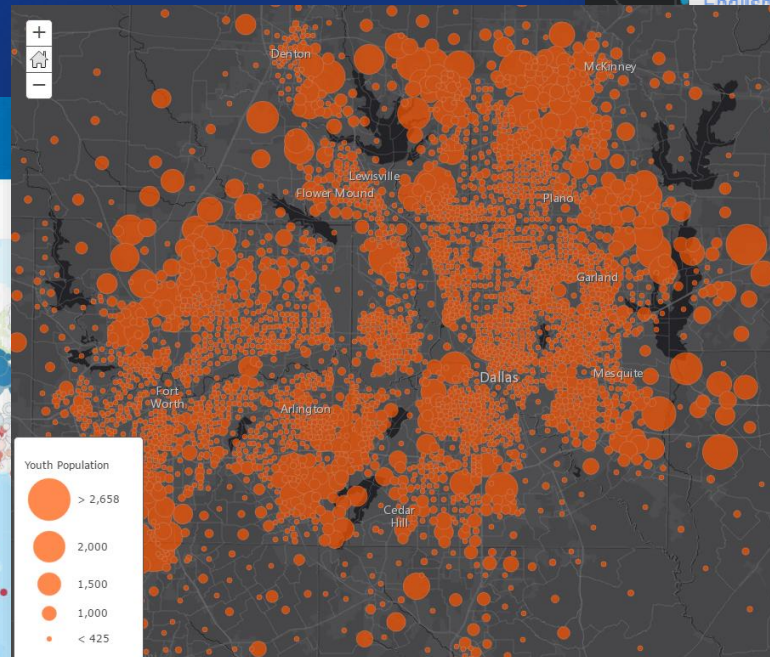 English
+
−
Denton
McKinney
Lewisville
Flower Mound
Plano
Garland
Dallas
Mesquite
Fort
Worth
Arlington
Cedar
Hill
Youth Population
> 2,658
2,000
1,500
1,000
< 425